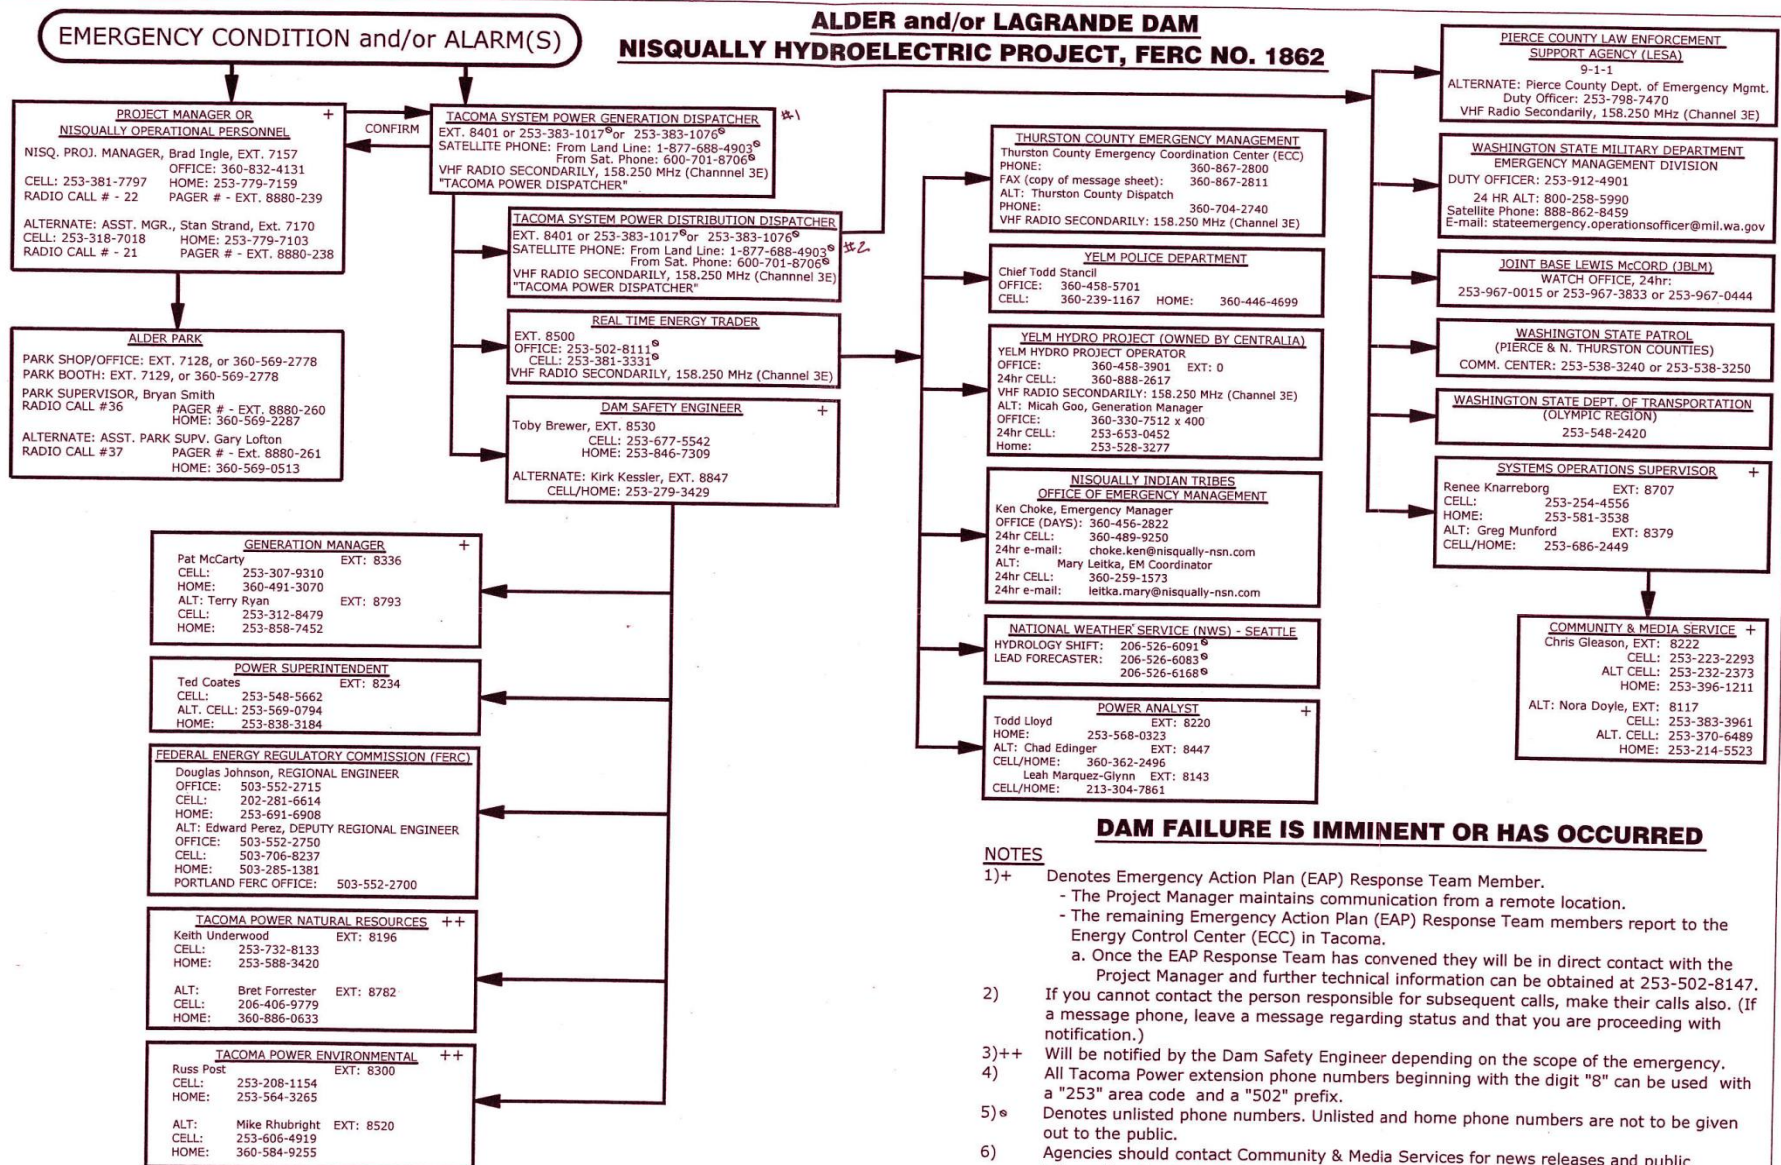 ALDER and/or LAGRANDE DAM
NISQUALLY HYDROELECTRIC PROJECT, FERC NO. 1862
EMERGENCY CONDITION and/or ALARM(S)
PROJECT MANAGER OR +
NISQUALLY OPERATIONAL PERSONNEL
NISQ. PROJ. MANAGER, Brad Ingle, EXT. 7157
OFFICE: 360-832-4131
CELL: 253-381-7797 HOME: 253-779-7159
RADIO CALL # - 22 PAGER # - EXT. 8880-239
ALTERNATE: ASST. MGR., Stan Strand, Ext. 7170
CELL: 253-318-7018 HOME: 253-779-7103
RADIO CALL # - 21 PAGER # - EXT. 8880-238
CONFIRM
ALDER PARK
PARK SHOP/OFFICE: EXT. 7128, or 360-569-2778
PARK BOOTH: EXT. 7129, or 360-569-2778
PARK SUPERVISOR, Bryan Smith
RADIO CALL #36 PAGER # - EXT. 8880-260
HOME: 360-569-2287
ALTERNATE: ASST. PARK SUPV. Gary Lofton
RADIO CALL #37 PAGER # - Ext. 8880-261
HOME: 360-569-0513
TACOMA SYSTEM POWER GENERATION DISPATCHER #1
EXT. 8401 or 253-383-1017⦸ or 253-383-1076⦸
SATELLITE PHONE: From Land Line: 1-877-688-4903⦸
From Sat. Phone: 600-701-8706⦸
VHF RADIO SECONDARILY, 158.250 MHz (Channnel 3E)
"TACOMA POWER DISPATCHER"
TACOMA SYSTEM POWER DISTRIBUTION DISPATCHER
EXT. 8401 or 253-383-1017⦸ or 253-383-1076⦸
SATELLITE PHONE: From Land Line: 1-877-688-4903⦸ #2
From Sat. Phone: 600-701-8706⦸
VHF RADIO SECONDARILY, 158.250 MHz (Channnel 3E)
"TACOMA POWER DISPATCHER"
REAL TIME ENERGY TRADER
EXT. 8500
OFFICE: 253-502-8111⦸
CELL: 253-381-3331⦸
VHF RADIO SECONDARILY, 158.250 MHz (Channel 3E)
DAM SAFETY ENGINEER +
Toby Brewer, EXT. 8530
CELL: 253-677-5542
HOME: 253-846-7309
ALTERNATE: Kirk Kessler, EXT. 8847
CELL/HOME: 253-279-3429
GENERATION MANAGER +
Pat McCarty EXT: 8336
CELL: 253-307-9310
HOME: 360-491-3070
ALT: Terry Ryan EXT: 8793
CELL: 253-312-8479
HOME: 253-858-7452
POWER SUPERINTENDENT
Ted Coates EXT: 8234
CELL: 253-548-5662
ALT. CELL: 253-569-0794
HOME: 253-838-3184
FEDERAL ENERGY REGULATORY COMMISSION (FERC)
Douglas Johnson, REGIONAL ENGINEER
OFFICE: 503-552-2715
CELL: 202-281-6614
HOME: 253-691-6908
ALT: Edward Perez, DEPUTY REGIONAL ENGINEER
OFFICE: 503-552-2750
CELL: 503-706-8237
HOME: 503-285-1381
PORTLAND FERC OFFICE: 503-552-2700
TACOMA POWER NATURAL RESOURCES ++
Keith Underwood EXT: 8196
CELL: 253-732-8133
HOME: 253-588-3420
ALT: Bret Forrester EXT: 8782
CELL: 206-406-9779
HOME: 360-886-0633
TACOMA POWER ENVIRONMENTAL ++
Russ Post EXT: 8300
CELL: 253-208-1154
HOME: 253-564-3265
ALT: Mike Rhubright EXT: 8520
CELL: 253-606-4919
HOME: 360-584-9255
THURSTON COUNTY EMERGENCY MANAGEMENT
Thurston County Emergency Coordination Center (ECC)
PHONE: 360-867-2800
FAX (copy of message sheet): 360-867-2811
ALT: Thurston County Dispatch
PHONE: 360-704-2740
VHF RADIO SECONDARILY: 158.250 MHz (Channel 3E)
YELM POLICE DEPARTMENT
Chief Todd Stancil
OFFICE: 360-458-5701
CELL: 360-239-1167 HOME: 360-446-4699
YELM HYDRO PROJECT (OWNED BY CENTRALIA)
YELM HYDRO PROJECT OPERATOR
OFFICE: 360-458-3901 EXT: 0
24hr CELL: 360-888-2617
VHF RADIO SECONDARILY: 158.250 MHz (Channel 3E)
ALT: Micah Goo, Generation Manager
OFFICE: 360-330-7512 x 400
24hr CELL: 253-653-0452
Home: 253-528-3277
NISQUALLY INDIAN TRIBES
OFFICE OF EMERGENCY MANAGEMENT
Ken Choke, Emergency Manager
OFFICE (DAYS): 360-456-2822
24hr CELL: 360-489-9250
24hr e-mail: choke.ken@nisqually-nsn.com
ALT: Mary Leitka, EM Coordinator
24hr CELL: 360-259-1573
24hr e-mail: leitka.mary@nisqually-nsn.com
NATIONAL WEATHER SERVICE (NWS) - SEATTLE
HYDROLOGY SHIFT: 206-526-6091⦸
LEAD FORECASTER: 206-526-6083⦸
206-526-6168⦸
POWER ANALYST +
Todd Lloyd EXT: 8220
HOME: 253-568-0323
ALT: Chad Edinger EXT: 8447
CELL/HOME: 360-362-2496
Leah Marquez-Glynn EXT: 8143
CELL/HOME: 213-304-7861
PIERCE COUNTY LAW ENFORCEMENT
SUPPORT AGENCY (LESA)
9-1-1
ALTERNATE: Pierce County Dept. of Emergency Mgmt.
Duty Officer: 253-798-7470
VHF Radio Secondarily, 158.250 MHz (Channel 3E)
WASHINGTON STATE MILITARY DEPARTMENT
EMERGENCY MANAGEMENT DIVISION
DUTY OFFICER: 253-912-4901
24 HR ALT: 800-258-5990
Satellite Phone: 888-862-8459
E-mail: stateemergency.operationsofficer@mil.wa.gov
JOINT BASE LEWIS McCORD (JBLM)
WATCH OFFICE, 24hr:
253-967-0015 or 253-967-3833 or 253-967-0444
WASHINGTON STATE PATROL
(PIERCE & N. THURSTON COUNTIES)
COMM. CENTER: 253-538-3240 or 253-538-3250
WASHINGTON STATE DEPT. OF TRANSPORTATION
(OLYMPIC REGION)
253-548-2420
SYSTEMS OPERATIONS SUPERVISOR +
Renee Knarreborg EXT: 8707
CELL: 253-254-4556
HOME: 253-581-3538
ALT: Greg Munford EXT: 8379
CELL/HOME: 253-686-2449
COMMUNITY & MEDIA SERVICE +
Chris Gleason, EXT: 8222
CELL: 253-223-2293
ALT CELL: 253-232-2373
HOME: 253-396-1211
ALT: Nora Doyle, EXT: 8117
CELL: 253-383-3961
ALT. CELL: 253-370-6489
HOME: 253-214-5523
DAM FAILURE IS IMMINENT OR HAS OCCURRED
NOTES
1)+ Denotes Emergency Action Plan (EAP) Response Team Member.
- The Project Manager maintains communication from a remote location.
- The remaining Emergency Action Plan (EAP) Response Team members report to the
Energy Control Center (ECC) in Tacoma.
a. Once the EAP Response Team has convened they will be in direct contact with the
Project Manager and further technical information can be obtained at 253-502-8147.
2) If you cannot contact the person responsible for subsequent calls, make their calls also. (If
a message phone, leave a message regarding status and that you are proceeding with
notification.)
3)++ Will be notified by the Dam Safety Engineer depending on the scope of the emergency.
4) All Tacoma Power extension phone numbers beginning with the digit "8" can be used with
a "253" area code and a "502" prefix.
5)⦸ Denotes unlisted phone numbers. Unlisted and home phone numbers are not to be given
out to the public.
6) Agencies should contact Community & Media Services for news releases and public